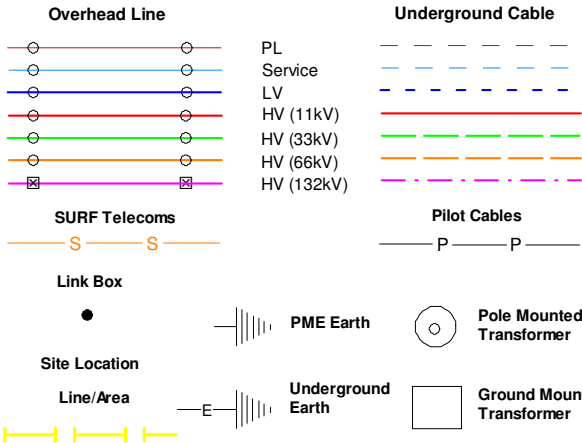 Overhead Line
Underground Cable
PL
Service
LV
HV (11kV)
HV (33kV)
HV (66kV)
HV (132kV)
SURF Telecoms
Pilot Cables
S S
P P
Link Box
PME Earth
Pole Mounted
Transformer
Site Location
Line/Area
E
Underground
Earth
Ground Moun
Transformer